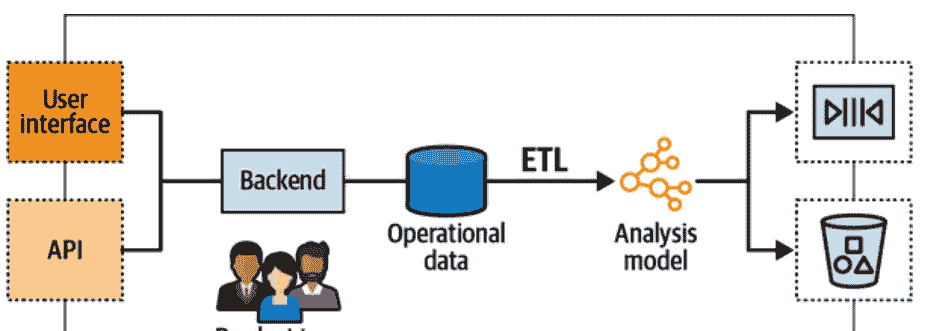 User
interface
API
Backend
ETL
Operational
data
Analysis
model